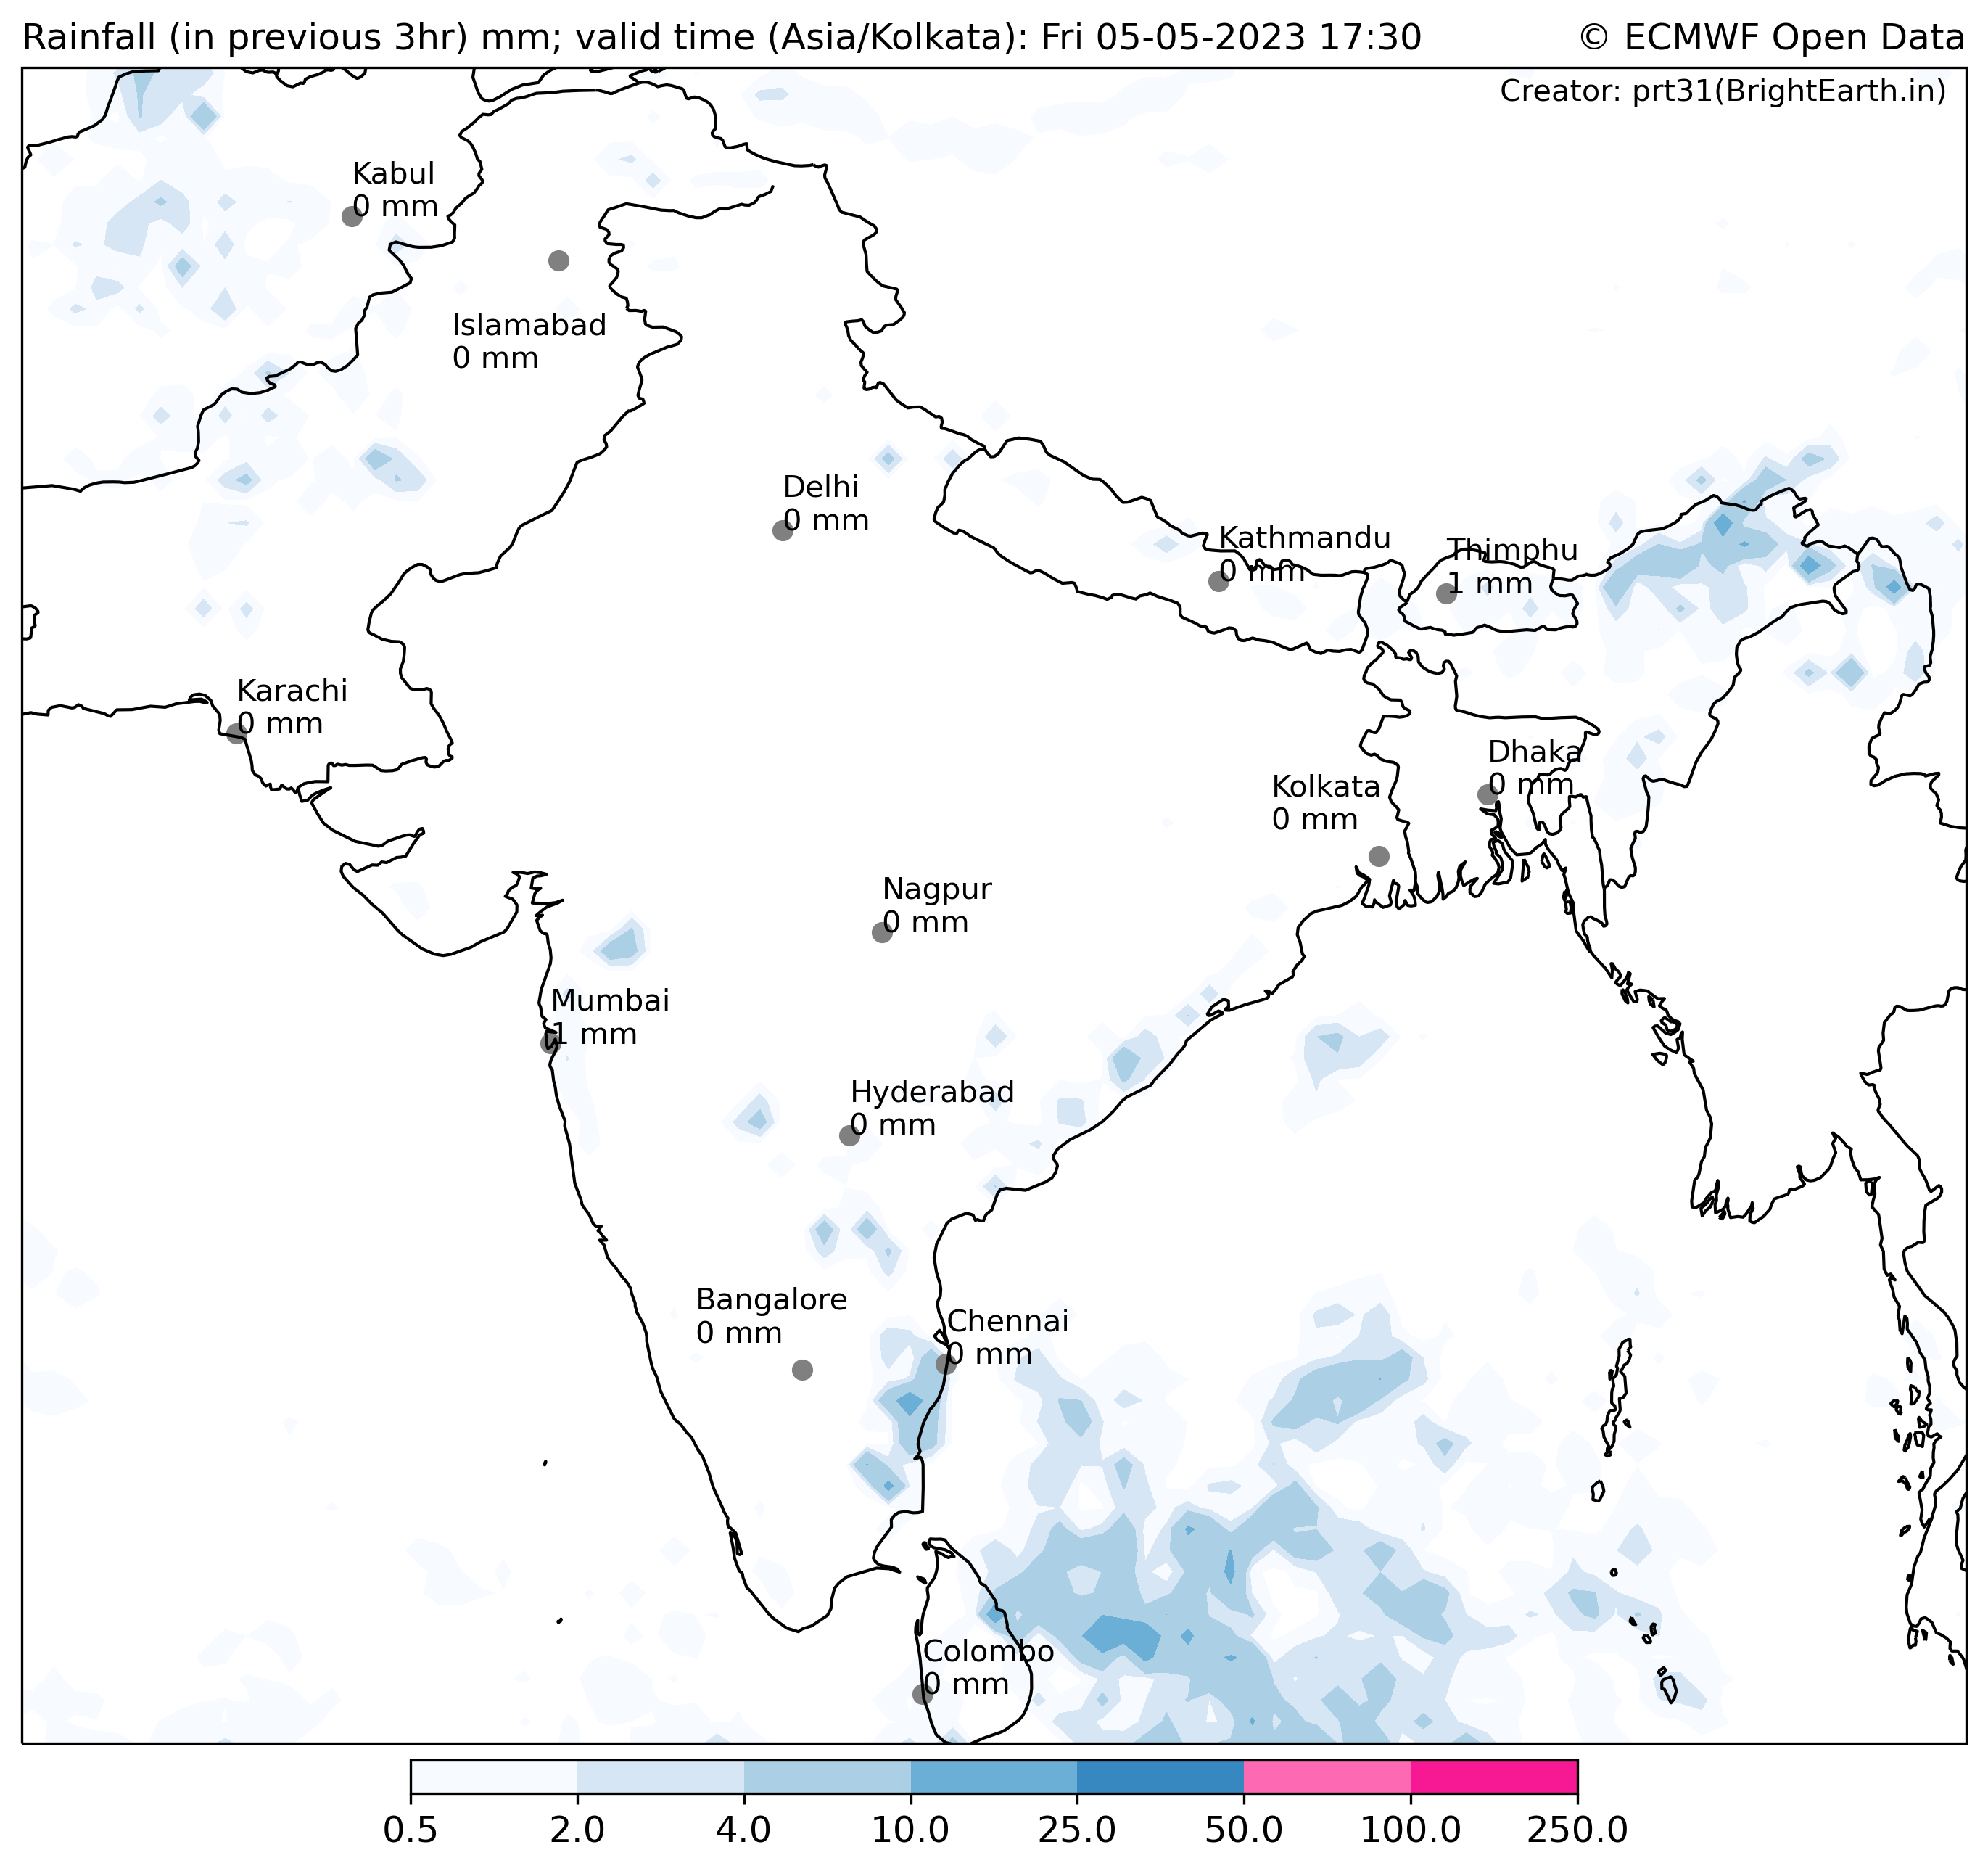 Rainfall (in previous 3hr) mm; valid time (Asia/Kolkata): Fri 05-05-2023 17:30
© ECMWF Open Data
Creator: prt31(BrightEarth.in)
Kabul
0 mm
Islamabad
0 mm
Delhi
0 mm
Kathmandu
0 mm
Thimphu
1 mm
Karachi
0 mm
Dhaka
0 mm
Kolkata
0 mm
Nagpur
0 mm
Mumbai
1 mm
Hyderabad
0 mm
Bangalore
0 mm
Chennai
0 mm
Colombo
0 mm
0.5 2.0 4.0 10.0 25.0 50.0 100.0 250.0